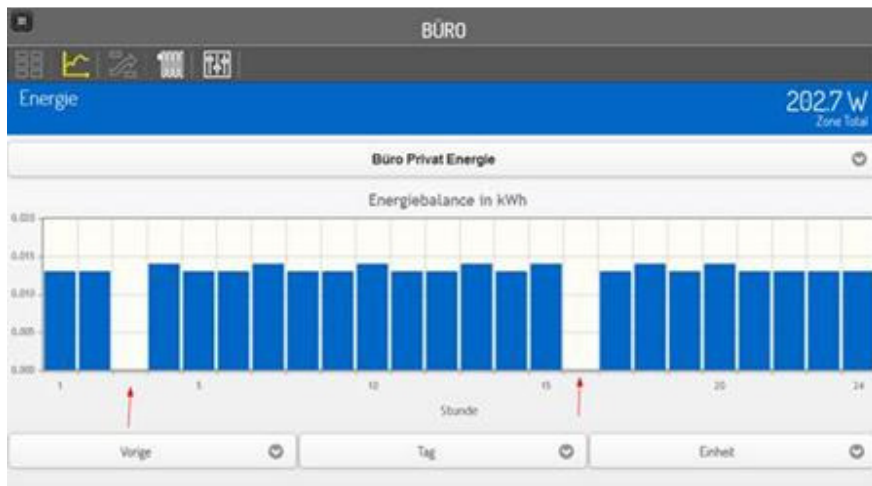 BÜRO
Energie
202.7 W
Zone Total
Büro Privat Energie
Energiebalance in kWh
0.020
0.015
0.010
0.005
0.000
1 5 10 15 20 24
Stunde
Vorige Tag Einheit